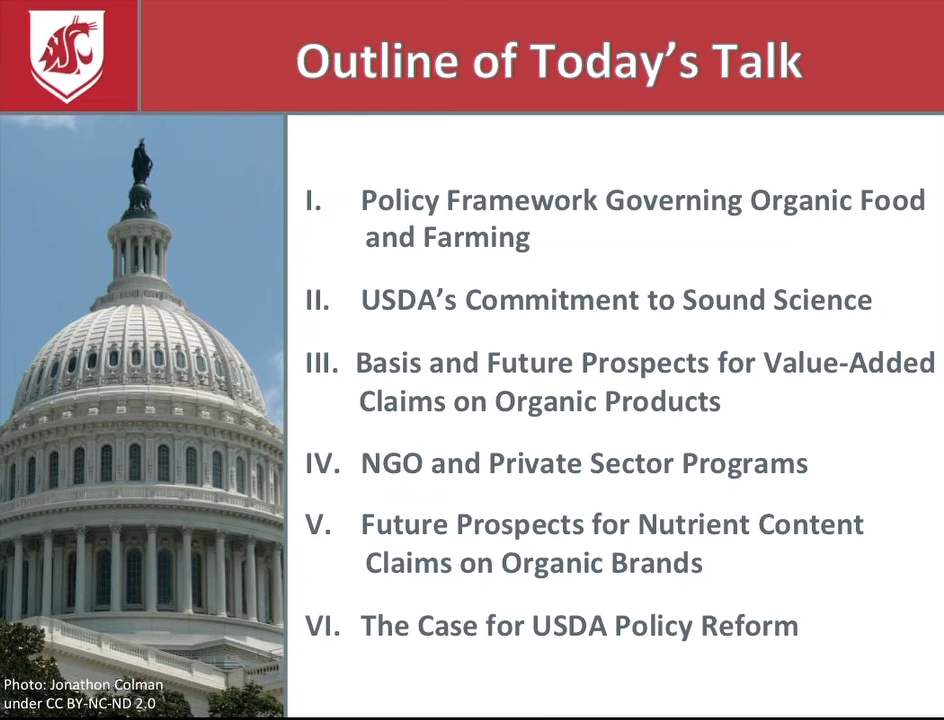 Outline of Today's Talk
I. Policy Framework Governing Organic Food
and Farming
II. USDA's Commitment to Sound Science
III. Basis and Future Prospects for Value-Added
Claims on Organic Products
IV. NGO and Private Sector Programs
V. Future Prospects for Nutrient Content
Claims on Organic Brands
VI. The Case for USDA Policy Reform
Photo: Jonathon Colman
under CC BY-NC-ND 2.0